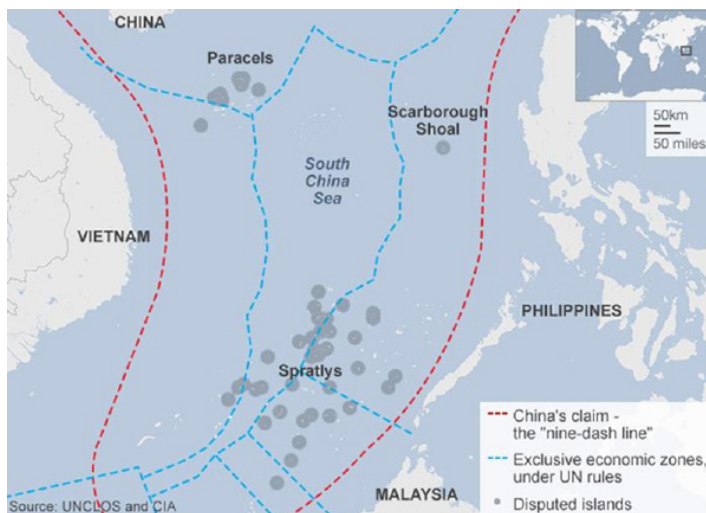 CHINA
Paracels
Scarborough
Shoal
50km
50 miles
South
China
Sea
VIETNAM
PHILIPPINES
Spratlys
China's claim -
the "nine-dash line"
Exclusive economic zones,
under UN rules
MALAYSIA
Disputed islands
Source: UNCLOS and CIA